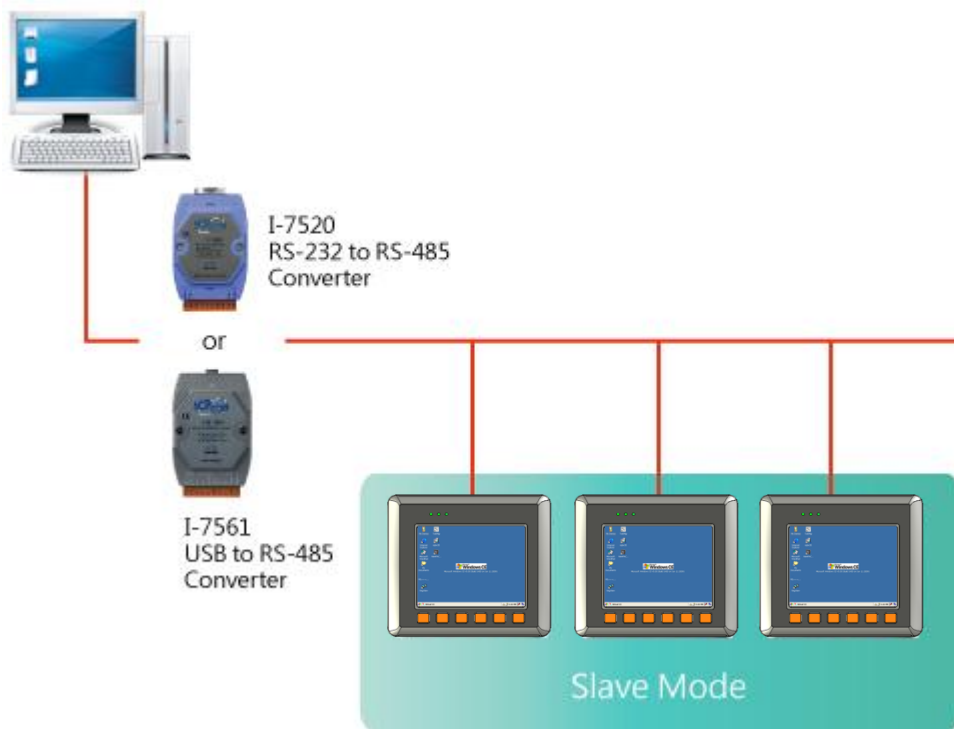 I-7520
RS-232 to RS-485
Converter
or
I-7561
USB to RS-485
Converter
Slave Mode